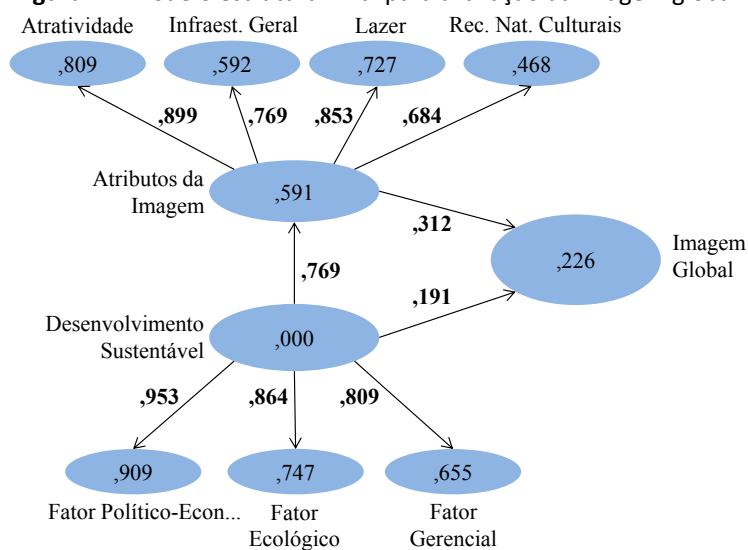 Atratividade Infraest. Geral Lazer Rec. Nat. Culturais
,809 ,592 ,727 ,468
,899 ,769 ,853 ,684
Atributos da
Imagem
,591
,312
Imagem
Global
,226
,769
,191
Desenvolvimento
Sustentável
,000
,953 ,864 ,809
,909 ,747 ,655
Fator Político-Econ...
Fator
Ecológico
Fator
Gerencial